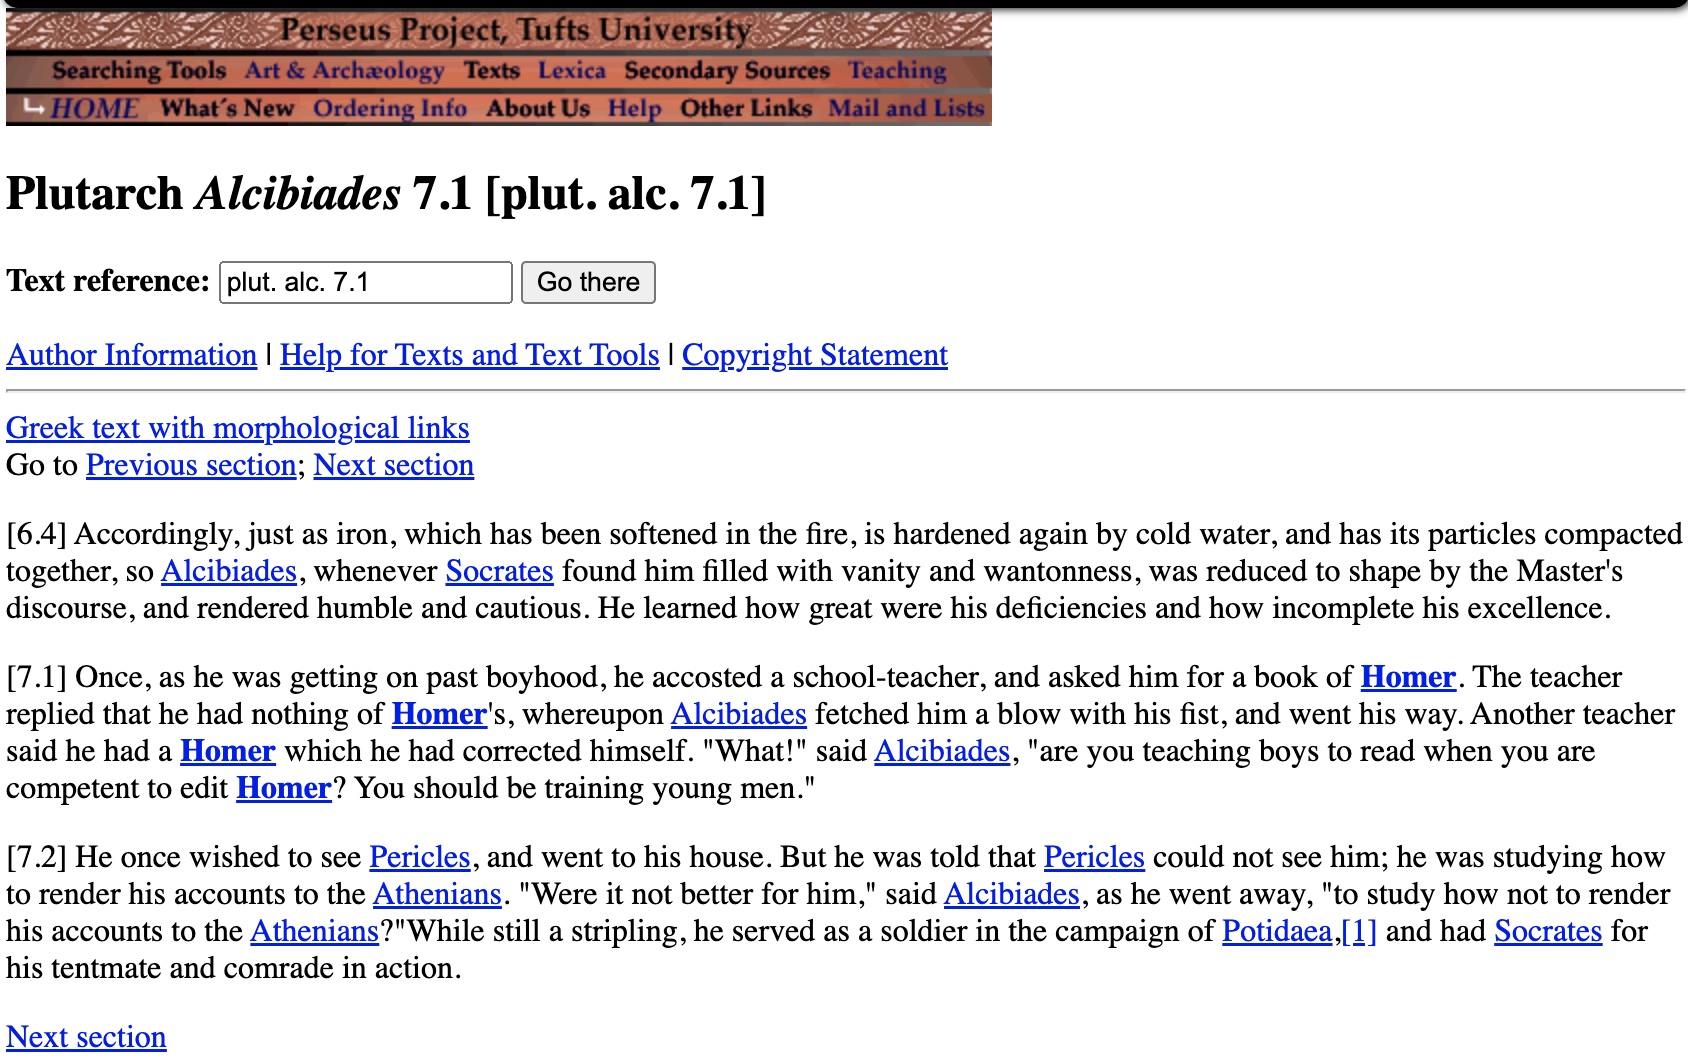 Perseus Project, Tufts University
Searching Tools Art & Archæology Texts Lexica Secondary Sources Teaching
HOME What's New Ordering Info About Us Help Other Links Mail and Lists
Plutarch Alcibiades 7.1 [plut. alc. 7.1]
Text reference: plut. alc. 7.1 Go there
Author Information | Help for Texts and Text Tools | Copyright Statement
Greek text with morphological links
Go to Previous section; Next section
[6.4] Accordingly, just as iron, which has been softened in the fire, is hardened again by cold water, and has its particles compacted
together, so Alcibiades, whenever Socrates found him filled with vanity and wantonness, was reduced to shape by the Master's
discourse, and rendered humble and cautious. He learned how great were his deficiencies and how incomplete his excellence.
[7.1] Once, as he was getting on past boyhood, he accosted a school-teacher, and asked him for a book of Homer. The teacher
replied that he had nothing of Homer's, whereupon Alcibiades fetched him a blow with his fist, and went his way. Another teacher
said he had a Homer which he had corrected himself. "What!" said Alcibiades, "are you teaching boys to read when you are
competent to edit Homer? You should be training young men."
[7.2] He once wished to see Pericles, and went to his house. But he was told that Pericles could not see him; he was studying how
to render his accounts to the Athenians. "Were it not better for him," said Alcibiades, as he went away, "to study how not to render
his accounts to the Athenians?"While still a stripling, he served as a soldier in the campaign of Potidaea,[1] and had Socrates for
his tentmate and comrade in action.
Next section